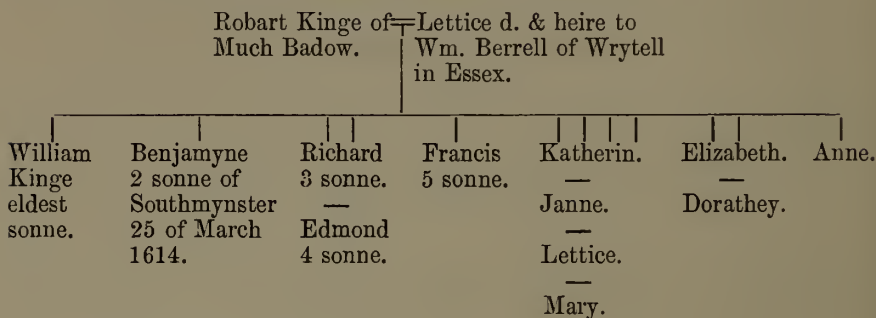 Robart Kinge of
Much Badow.
Lettice d. & heire to
Wm. Berrell of Wrytell
in Essex.
William
Kinge
eldest
sonne.
Benjamyne
2 sonne of
Southmynster
25 of March
1614.
Richard
3 sonne.
—
Edmond
4 sonne.
Francis
5 sonne.
Katherin.
—
Janne.
—
Lettice.
—
Mary.
Elizabeth.
—
Dorathey.
Anne.